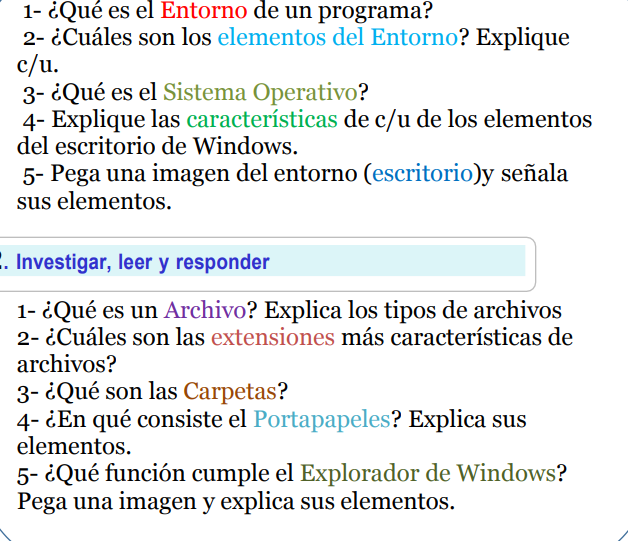 1- ¿Qué es el Entorno de un programa?
2- ¿Cuáles son los elementos del Entorno? Explique
c/u.
3- ¿Qué es el Sistema Operativo?
4- Explique las características de c/u de los elementos
del escritorio de Windows.
5- Pega una imagen del entorno (escritorio)y señala
sus elementos.
. Investigar, leer y responder
1- ¿Qué es un Archivo? Explica los tipos de archivos
2- ¿Cuáles son las extensiones más características de
archivos?
3- ¿Qué son las Carpetas?
4- ¿En qué consiste el Portapapeles? Explica sus
elementos.
5- ¿Qué función cumple el Explorador de Windows?
Pega una imagen y explica sus elementos.